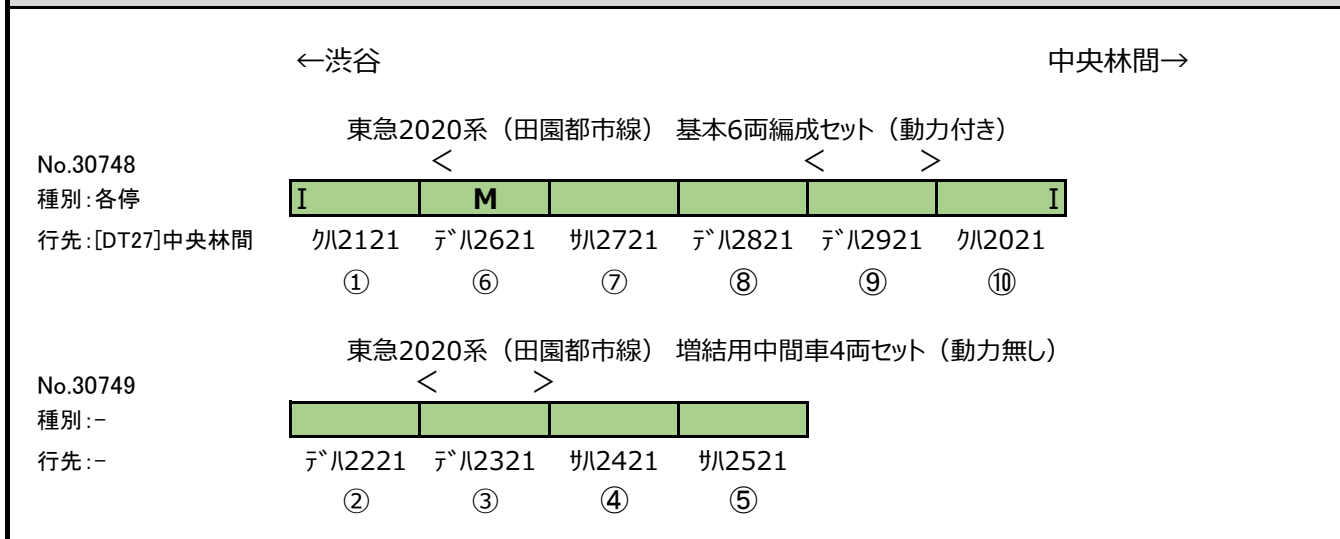 ←渋谷 中央林間→
東急2020系（田園都市線） 基本6両編成セット（動力付き）
No.30748 < < >
種別:各停 I M I
行先:[DT27]中央林間 ｸﾊ2121 ﾃﾞﾊ2621 ｻﾊ2721 ﾃﾞﾊ2821 ﾃﾞﾊ2921 ｸﾊ2021
① ⑥ ⑦ ⑧ ⑨ ⑩
東急2020系（田園都市線） 増結用中間車4両セット（動力無し）
No.30749 < >
種別:-
行先:- ﾃﾞﾊ2221 ﾃﾞﾊ2321 ｻﾊ2421 ｻﾊ2521
② ③ ④ ⑤